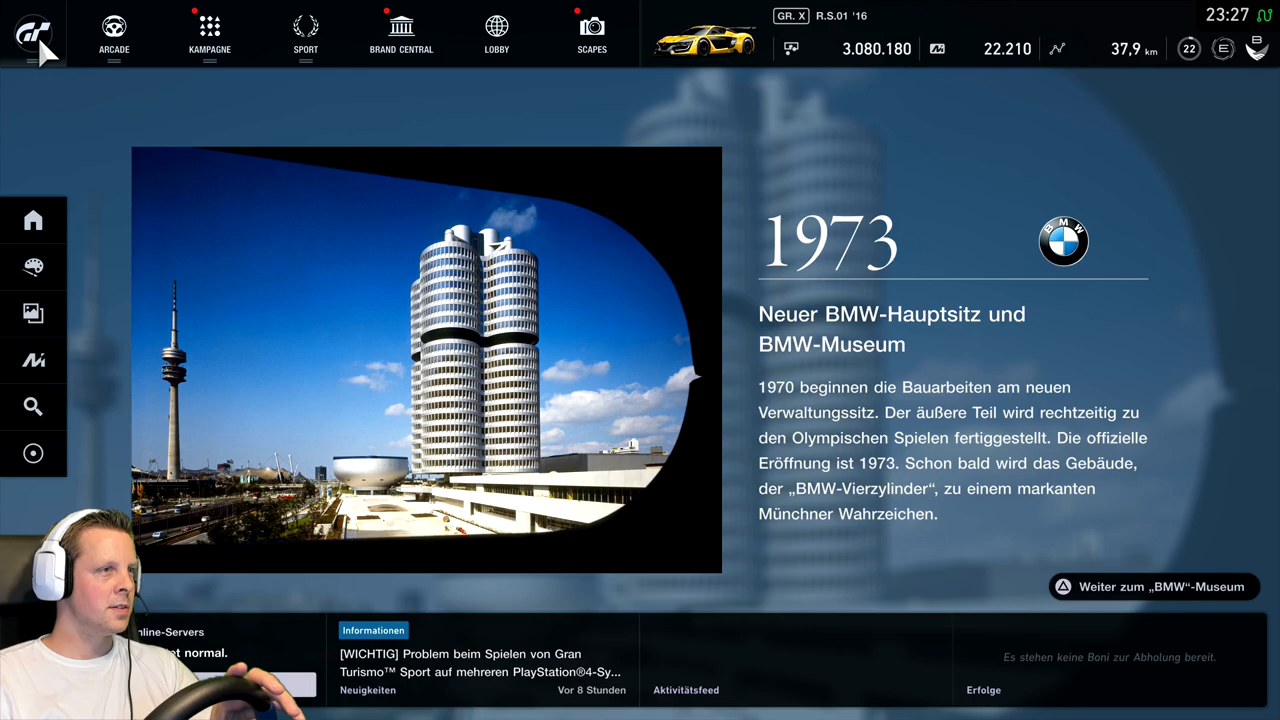 GR. X R.S.01 '16
23:27
ARCADE
KAMPAGNE
SPORT
BRAND CENTRAL
LOBBY
SCAPES
3.080.180
22.210
37,9 km
22
E
B
1973
BMW
Neuer BMW-Hauptsitz und
BMW-Museum
1970 beginnen die Bauarbeiten am neuen
Verwaltungssitz. Der äußere Teil wird rechtzeitig zu
den Olympischen Spielen fertiggestellt. Die offizielle
Eröffnung ist 1973. Schon bald wird das Gebäude,
der „BMW-Vierzylinder“, zu einem markanten
Münchner Wahrzeichen.
Weiter zum „BMW“-Museum
nline-Servers
normal.
Informationen
[WICHTIG] Problem beim Spielen von Gran
Turismo™ Sport auf mehreren PlayStation®4-Sy...
Neuigkeiten
Vor 8 Stunden
Aktivitätsfeed
Es stehen keine Boni zur Abholung bereit.
Erfolge